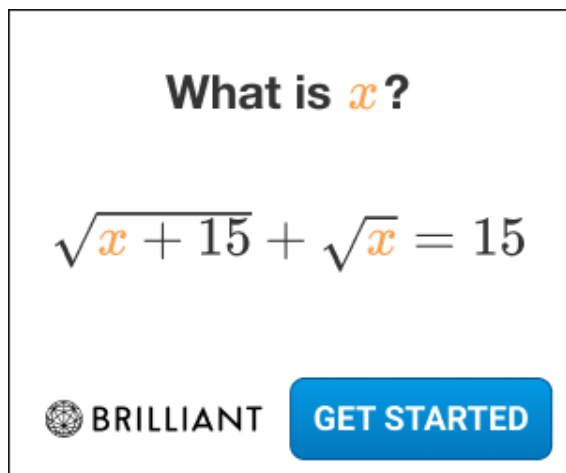 What is x?
√(x + 15) + √x = 15
BRILLIANT
GET STARTED